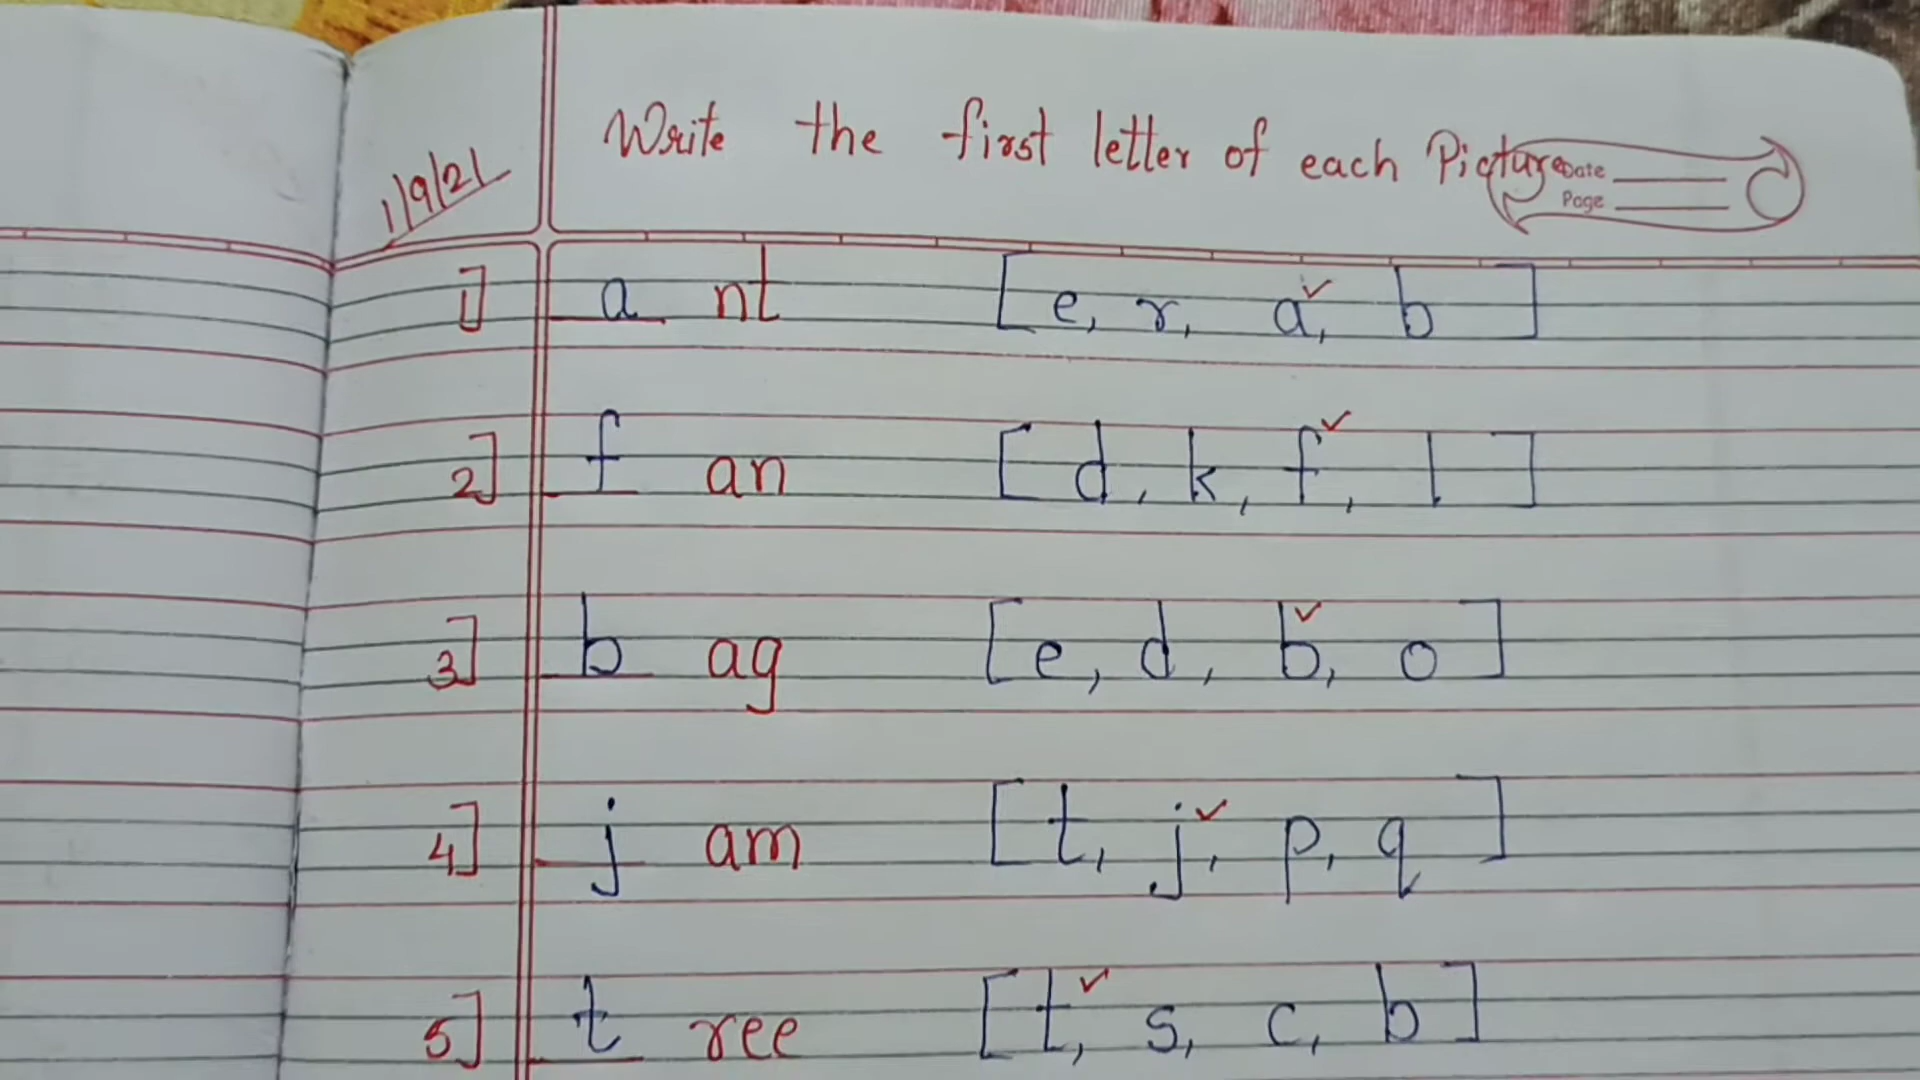 Write the first letter of each Picture
Date
Page
1/9/21
1] a nt [e, r, a✓, b]
2] f an [d, k, f✓, l]
3] b ag [e, d, b✓, o]
4] j am [t, j✓, p, q]
5] t ree [t✓, s, c, b]